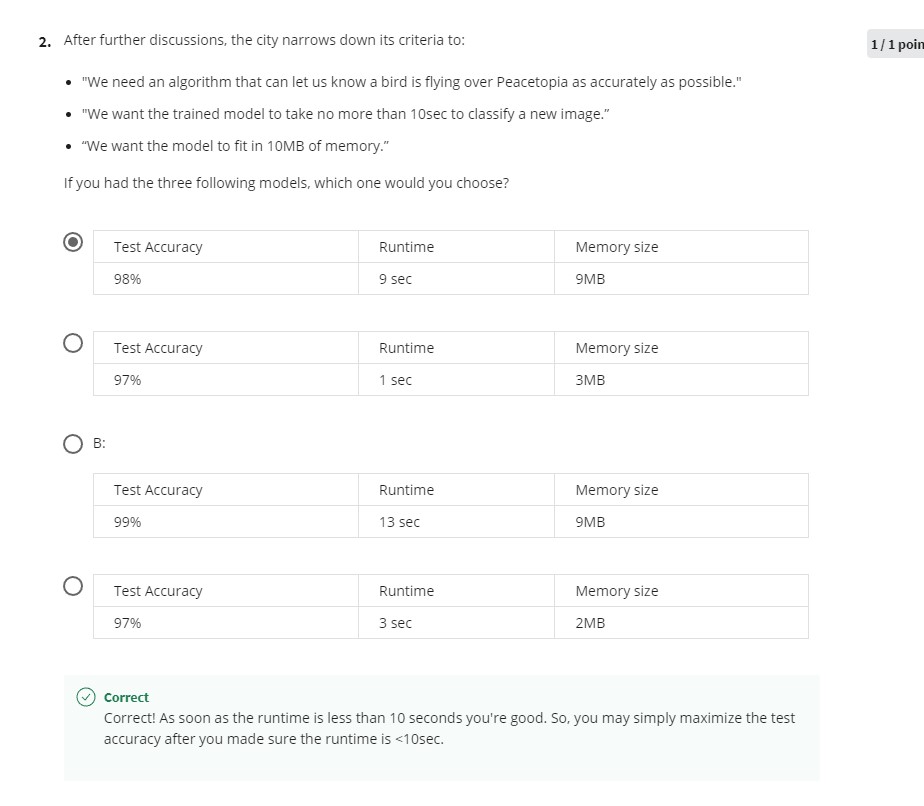 2. After further discussions, the city narrows down its criteria to:
1 / 1 poin
• "We need an algorithm that can let us know a bird is flying over Peacetopia as accurately as possible."
• "We want the trained model to take no more than 10sec to classify a new image.”
• “We want the model to fit in 10MB of memory.”
If you had the three following models, which one would you choose?
Test Accuracy Runtime Memory size
98% 9 sec 9MB
Test Accuracy Runtime Memory size
97% 1 sec 3MB
B:
Test Accuracy Runtime Memory size
99% 13 sec 9MB
Test Accuracy Runtime Memory size
97% 3 sec 2MB
Correct
Correct! As soon as the runtime is less than 10 seconds you're good. So, you may simply maximize the test
accuracy after you made sure the runtime is <10sec.